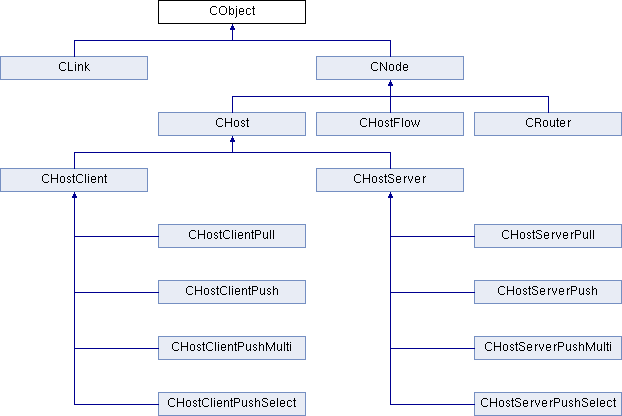 CObject
CLink
CNode
CHost
CHostFlow
CRouter
CHostClient
CHostServer
CHostClientPull
CHostServerPull
CHostClientPush
CHostServerPush
CHostClientPushMulti
CHostServerPushMulti
CHostClientPushSelect
CHostServerPushSelect